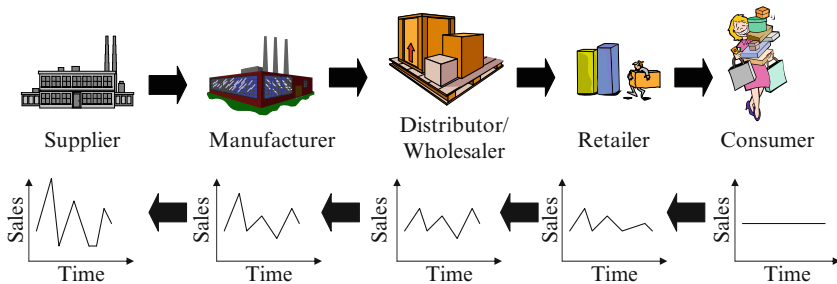 Supplier
Manufacturer
Distributor/
Wholesaler
Retailer
Consumer
Sales
Time
Sales
Time
Sales
Time
Sales
Time
Sales
Time